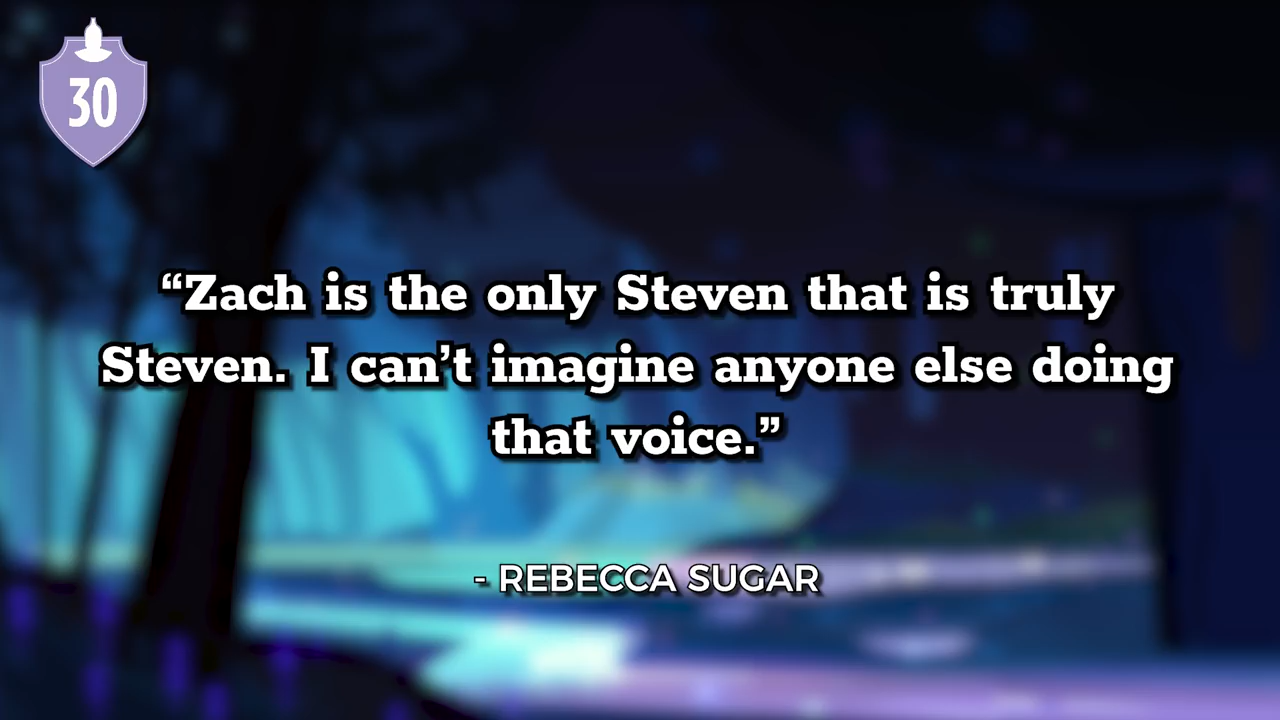 30
“Zach is the only Steven that is truly
Steven. I can’t imagine anyone else doing
that voice.”
- REBECCA SUGAR